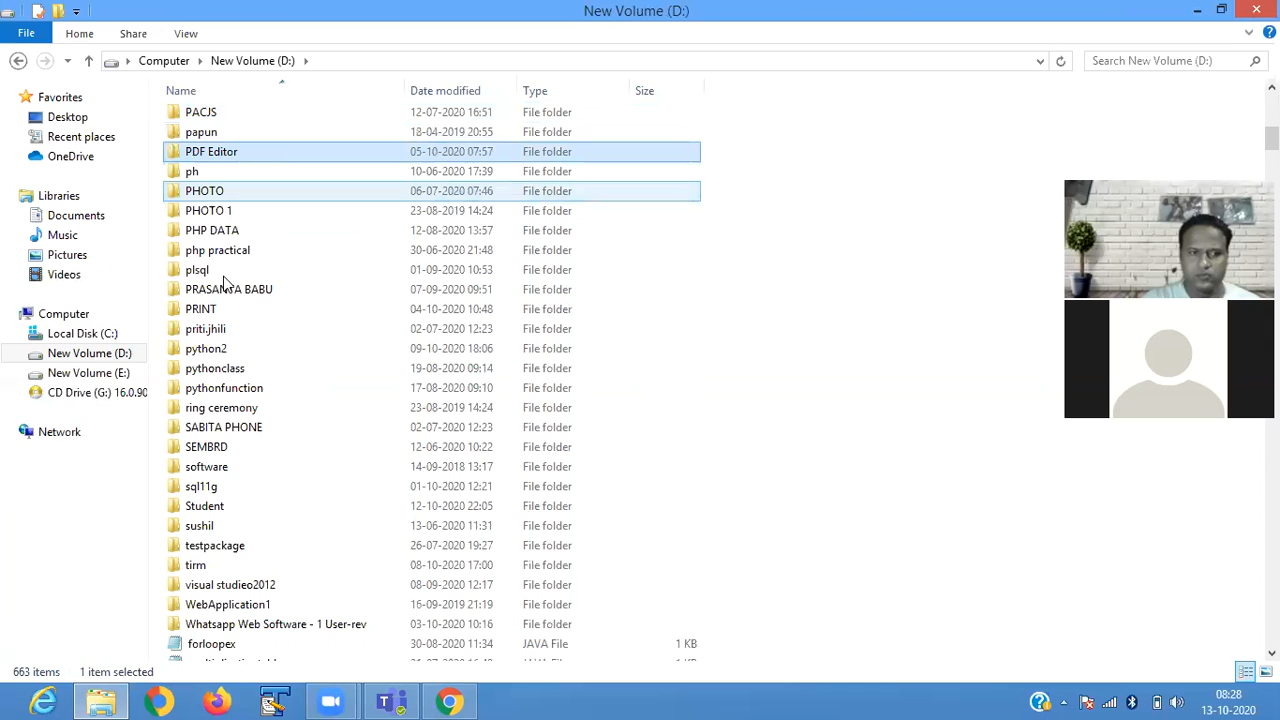 New Volume (D:)
File Home Share View
Computer New Volume (D:) Search New Volume (D:)
Name Date modified Type Size
Favorites
Desktop
Recent places
OneDrive
Libraries
Documents
Music
Pictures
Videos
Computer
Local Disk (C:)
New Volume (D:)
New Volume (E:)
CD Drive (G:) 16.0.90
Network
PACJS 12-07-2020 16:51 File folder
papun 18-04-2019 20:55 File folder
PDF Editor 05-10-2020 07:57 File folder
ph 10-06-2020 17:39 File folder
PHOTO 06-07-2020 07:46 File folder
PHOTO 1 23-08-2019 14:24 File folder
PHP DATA 12-08-2020 13:57 File folder
php practical 30-06-2020 21:48 File folder
plsql 01-09-2020 10:53 File folder
PRASANTA BABU 07-09-2020 09:51 File folder
PRINT 04-10-2020 10:48 File folder
priti,jhili 02-07-2020 12:23 File folder
python2 09-10-2020 18:06 File folder
pythonclass 19-08-2020 09:14 File folder
pythonfunction 17-08-2020 09:10 File folder
ring ceremony 23-08-2019 14:24 File folder
SABITA PHONE 02-07-2020 12:23 File folder
SEMBRD 12-06-2020 10:22 File folder
software 14-09-2018 13:17 File folder
sql11g 01-10-2020 12:21 File folder
Student 12-10-2020 22:05 File folder
sushil 13-06-2020 11:31 File folder
testpackage 26-07-2020 19:27 File folder
tirm 08-10-2020 17:00 File folder
visual studieo2012 08-09-2020 12:17 File folder
WebApplication1 16-09-2019 21:19 File folder
Whatsapp Web Software - 1 User-rev 03-10-2020 10:16 File folder
forloopex 30-08-2020 11:34 JAVA File 1 KB
663 items 1 item selected
08:28
13-10-2020